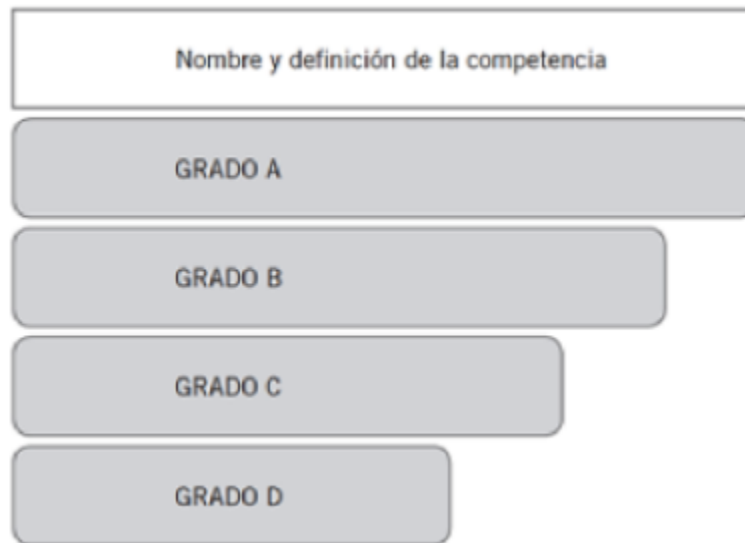 Nombre y definición de la competencia
GRADO A
GRADO B
GRADO C
GRADO D